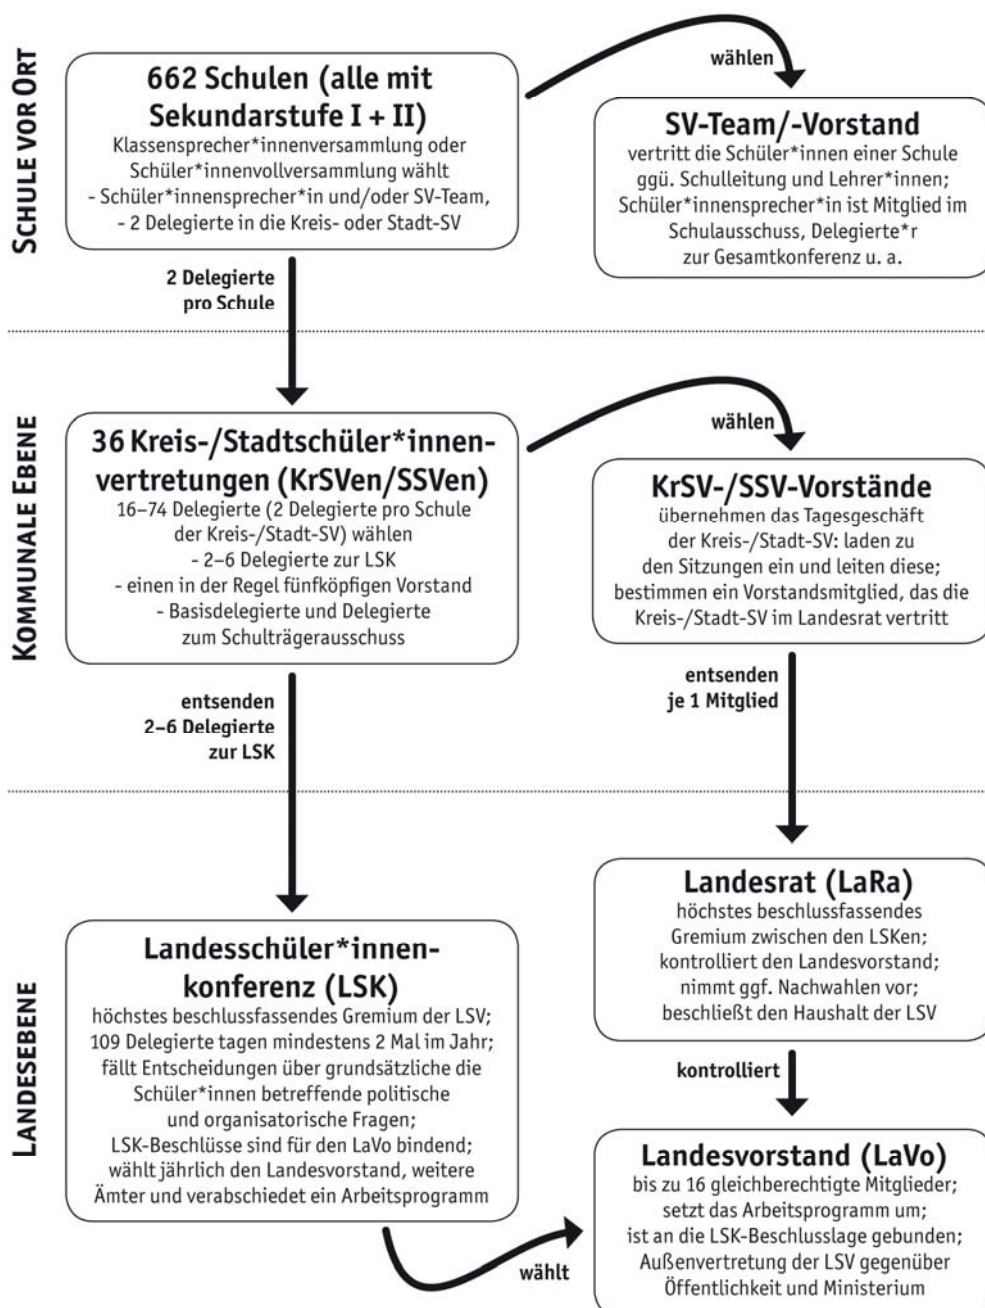 SCHULE VOR ORT
662 Schulen (alle mit
Sekundarstufe I + II)
Klassensprecher*innenversammlung oder
Schüler*innenvollversammlung wählt
- Schüler*innensprecher*in und/oder SV-Team,
- 2 Delegierte in die Kreis- oder Stadt-SV
wählen
SV-Team/-Vorstand
vertritt die Schüler*innen einer Schule
ggü. Schulleitung und Lehrer*innen;
Schüler*innensprecher*in ist Mitglied im
Schulausschuss, Delegierte*r
zur Gesamtkonferenz u. a.
2 Delegierte
pro Schule
KOMMUNALE EBENE
36 Kreis-/Stadtschüler*innen-
vertretungen (KrSVen/SSVen)
16–74 Delegierte (2 Delegierte pro Schule
der Kreis-/Stadt-SV) wählen
- 2–6 Delegierte zur LSK
- einen in der Regel fünfköpfigen Vorstand
- Basisdelegierte und Delegierte
zum Schulträgerausschuss
wählen
KrSV-/SSV-Vorstände
übernehmen das Tagesgeschäft
der Kreis-/Stadt-SV: laden zu
den Sitzungen ein und leiten diese;
bestimmen ein Vorstandsmitglied, das die
Kreis-/Stadt-SV im Landesrat vertritt
entsenden
2–6 Delegierte
zur LSK
entsenden
je 1 Mitglied
LANDESEBENE
Landesschüler*innen-
konferenz (LSK)
höchstes beschlussfassendes Gremium der LSV;
109 Delegierte tagen mindestens 2 Mal im Jahr;
fällt Entscheidungen über grundsätzliche die
Schüler*innen betreffende politische
und organisatorische Fragen;
LSK-Beschlüsse sind für den LaVo bindend;
wählt jährlich den Landesvorstand, weitere
Ämter und verabschiedet ein Arbeitsprogramm
Landesrat (LaRa)
höchstes beschlussfassendes
Gremium zwischen den LSKen;
kontrolliert den Landesvorstand;
nimmt ggf. Nachwahlen vor;
beschließt den Haushalt der LSV
kontrolliert
wählt
Landesvorstand (LaVo)
bis zu 16 gleichberechtigte Mitglieder;
setzt das Arbeitsprogramm um;
ist an die LSK-Beschlusslage gebunden;
Außenvertretung der LSV gegenüber
Öffentlichkeit und Ministerium